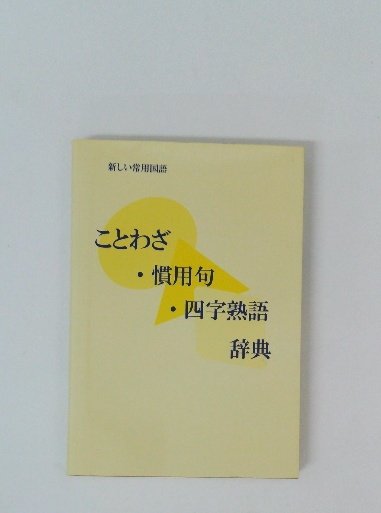 新しい常用国語
ことわざ
・慣用句
・四字熟語
辞典